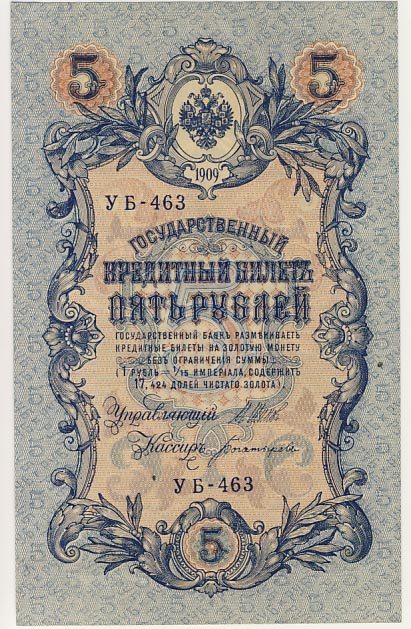 5 5
1909
УБ-463
ГОСУДАРСТВЕННЫЙ
КРЕДИТНЫЙ БИЛЕТЪ
ПЯТЬ РУБЛЕЙ
ГОСУДАРСТВЕННЫЙ БАНКЪ РАЗМѢНИВАЕТЪ
КРЕДИТНЫЕ БИЛЕТЫ НА ЗОЛОТУЮ МОНЕТУ
БЕЗЪ ОГРАНИЧЕНІЯ СУММЫ
(1 РУБЛЬ = 1/15 ИМПЕРІАЛА, СОДЕРЖИТЪ
17,424 ДОЛЕЙ ЧИСТАГО ЗОЛОТА).
Управляющій
Кассиръ
УБ-463
5